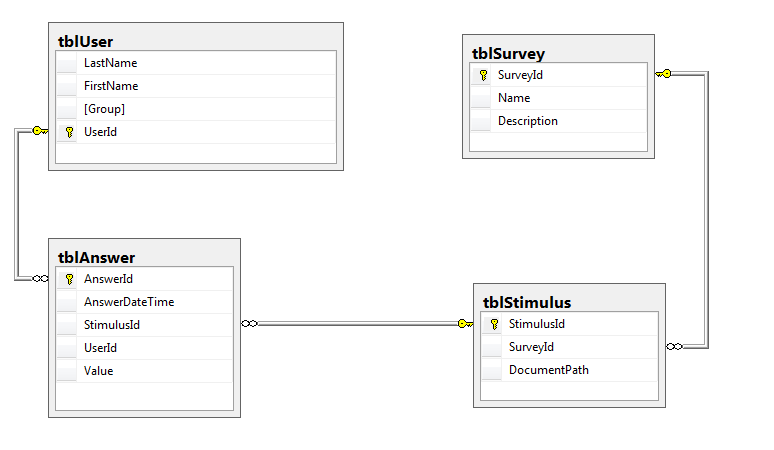 tblUser
LastName
FirstName
[Group]
UserId
tblSurvey
SurveyId
Name
Description
tblAnswer
AnswerId
AnswerDateTime
StimulusId
UserId
Value
tblStimulus
StimulusId
SurveyId
DocumentPath